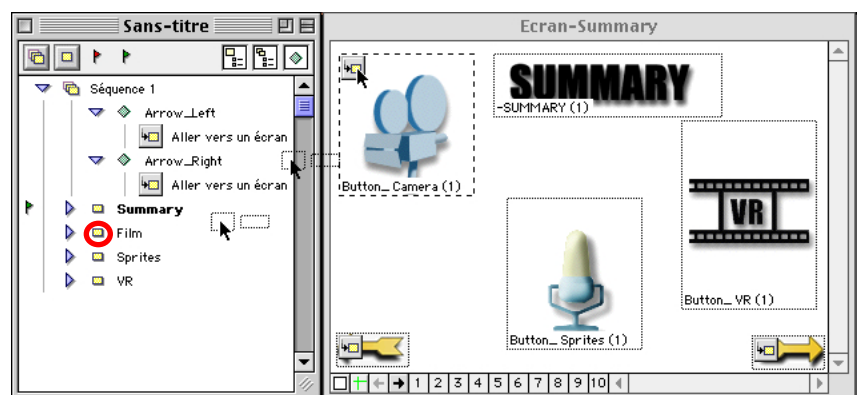 Sans-titre
Séquence 1
Arrow_Left
Aller vers un écran
Arrow_Right
Aller vers un écran
Summary
Film
Sprites
VR
Ecran-Summary
SUMMARY
-SUMMARY (1)
Button_ Camera (1)
VR
Button_ VR (1)
Button_ Sprites (1)
1 2 3 4 5 6 7 8 9 10